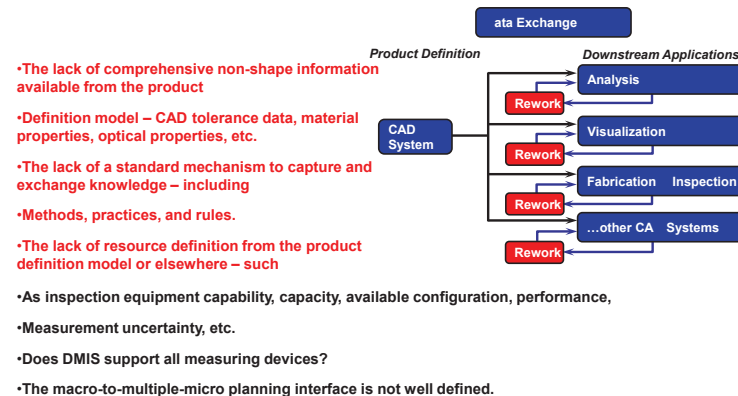 ata Exchange
Product Definition
Downstream Applications
•The lack of comprehensive non-shape information
available from the product
•Definition model – CAD tolerance data, material
properties, optical properties, etc.
•The lack of a standard mechanism to capture and
exchange knowledge – including
•Methods, practices, and rules.
•The lack of resource definition from the product
definition model or elsewhere – such
•As inspection equipment capability, capacity, available configuration, performance,
•Measurement uncertainty, etc.
•Does DMIS support all measuring devices?
•The macro-to-multiple-micro planning interface is not well defined.
CAD
System
Analysis
Rework
Visualization
Rework
Fabrication Inspection
Rework
...other CA Systems
Rework